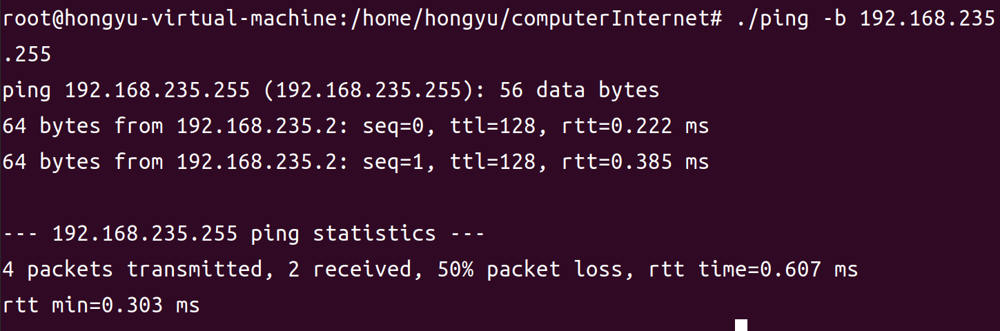 root@hongyu-virtual-machine:/home/hongyu/computerInternet# ./ping -b 192.168.235
.255
ping 192.168.235.255 (192.168.235.255): 56 data bytes
64 bytes from 192.168.235.2: seq=0, ttl=128, rtt=0.222 ms
64 bytes from 192.168.235.2: seq=1, ttl=128, rtt=0.385 ms
--- 192.168.235.255 ping statistics ---
4 packets transmitted, 2 received, 50% packet loss, rtt time=0.607 ms
rtt min=0.303 ms